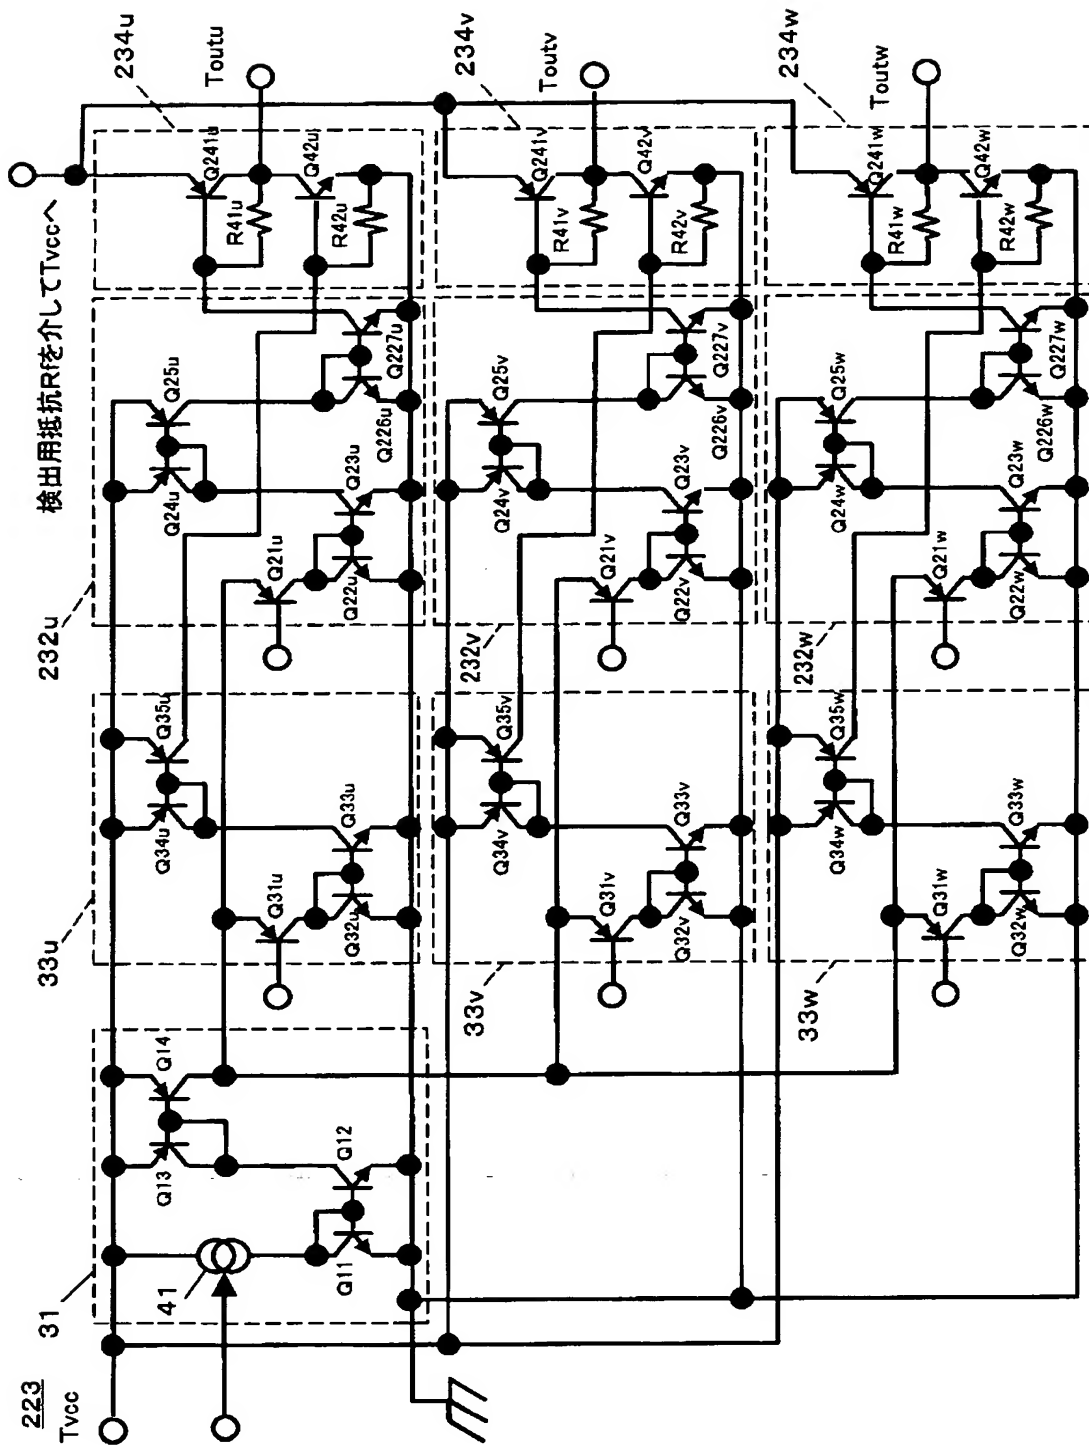 223
Tvcc
31
41
Q11
Q12
Q13
Q14
33u
Q31u
Q32u
Q33u
Q34u
Q35u
232u
Q21u
Q22u
Q23u
Q24u
Q25u
Q226u
Q227u
検出用抵抗Rfを介してTvccへ
234u
Q241u
R41u
Q42u
R42u
Toutu
33v
Q31v
Q32v
Q33v
Q34v
Q35v
232v
Q21v
Q22v
Q23v
Q24v
Q25v
Q226v
Q227v
234v
Q241v
R41v
Q42v
R42v
Toutv
33w
Q31w
Q32w
Q33w
Q34w
Q35w
232w
Q21w
Q22w
Q23w
Q24w
Q25w
Q226w
Q227w
234w
Q241w
R41w
Q42w
R42w
Toutw